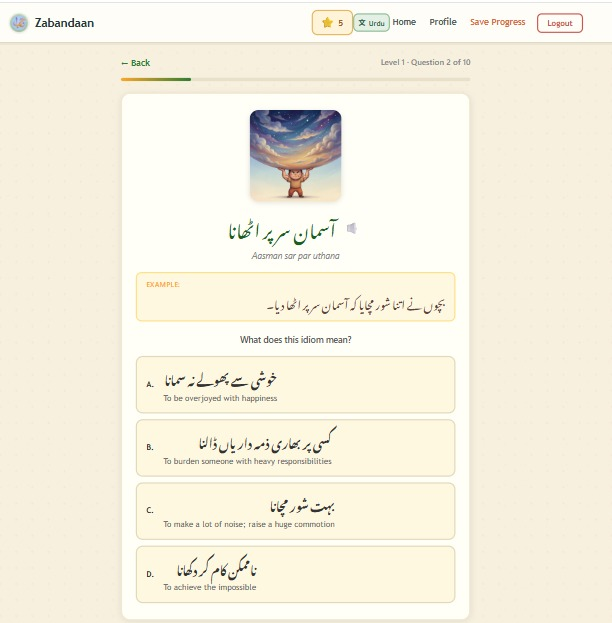 Zabandaan
5
Urdu
Home
Profile
Save Progress
Logout
← Back
Level 1 · Question 2 of 10
آسمان سر پر اٹھانا
Aasman sar par uthana
EXAMPLE:
بچوں نے اتنا شور مچایا کہ آسمان سر پر اٹھا دیا۔
What does this idiom mean?
A. خوشی سے پھولے نہ سمانا
To be overjoyed with happiness
B. کسی پر بھاری ذمہ داریاں ڈالنا
To burden someone with heavy responsibilities
C. بہت شور مچانا
To make a lot of noise; raise a huge commotion
D. ناممکن کام کر دکھانا
To achieve the impossible